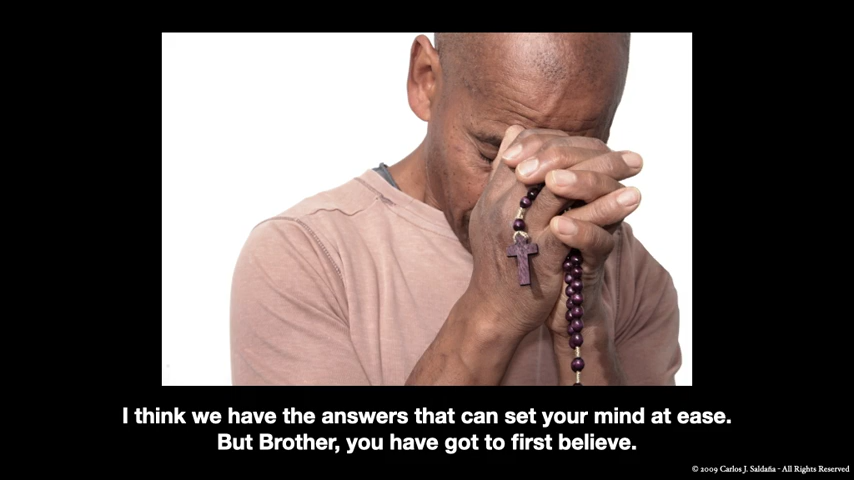 I think we have the answers that can set your mind at ease.
But Brother, you have got to first believe.
© 2009 Carlos J. Saldaña - All Rights Reserved